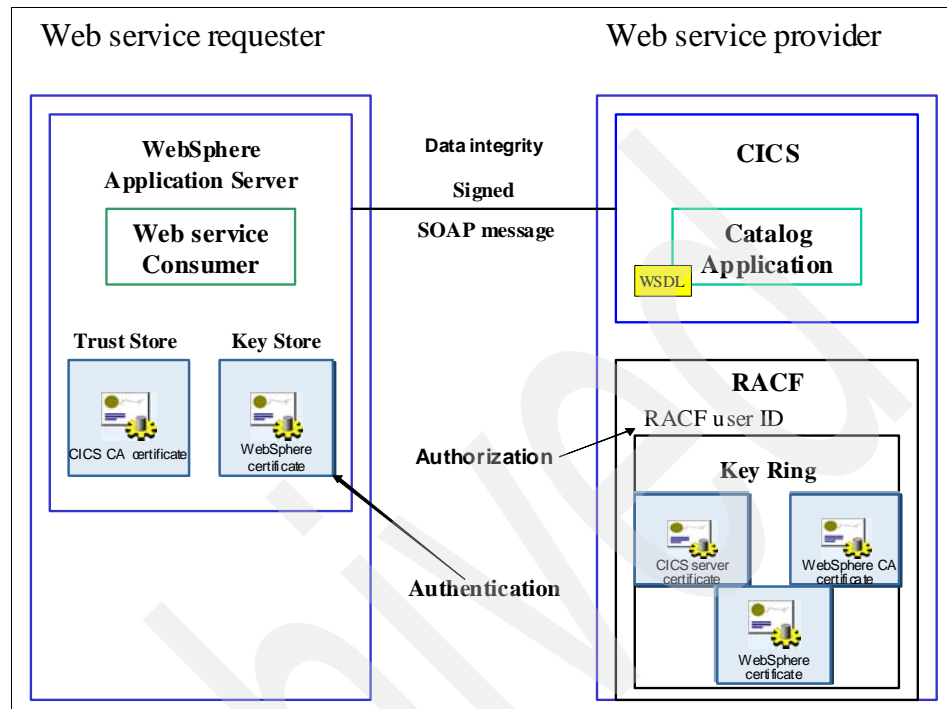 Web service requester
Web service provider
WebSphere
Application Server
Web service
Consumer
Trust Store
Key Store
CICS CA certificate
WebSphere
certificate
Data integrity
Signed
SOAP message
Authorization
Authentication
CICS
Catalog
Application
WSDL
RACF
RACF user ID
Key Ring
CICS server
certificate
WebSphere CA
certificate
WebSphere
certificate